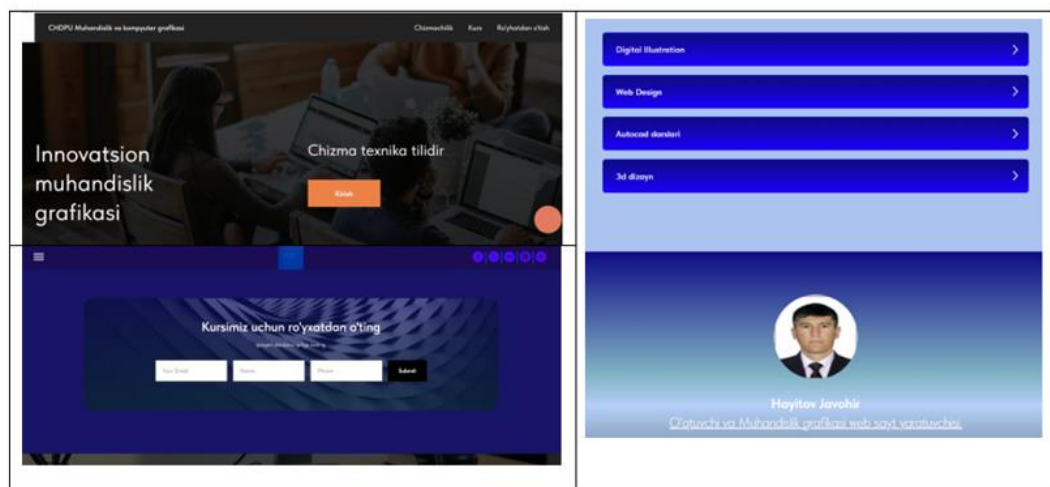 CHDPU Muhandislik va kompyuter grafikasi
Chizmachilik Kurs Ro'yhatdan o'tish
Innovatsion
muhandislik
grafikasi
Chizma texnika tilidir
Kirish
Kursimiz uchun ro'yxatdan o'ting
Your Email Name Phone Submit
Digital Illustration
Web Design
Autocad darslari
3d dizayn
Hayitov Javohir
O'qituvchi va Muhandislik grafikasi web sayt yaratuvchisi